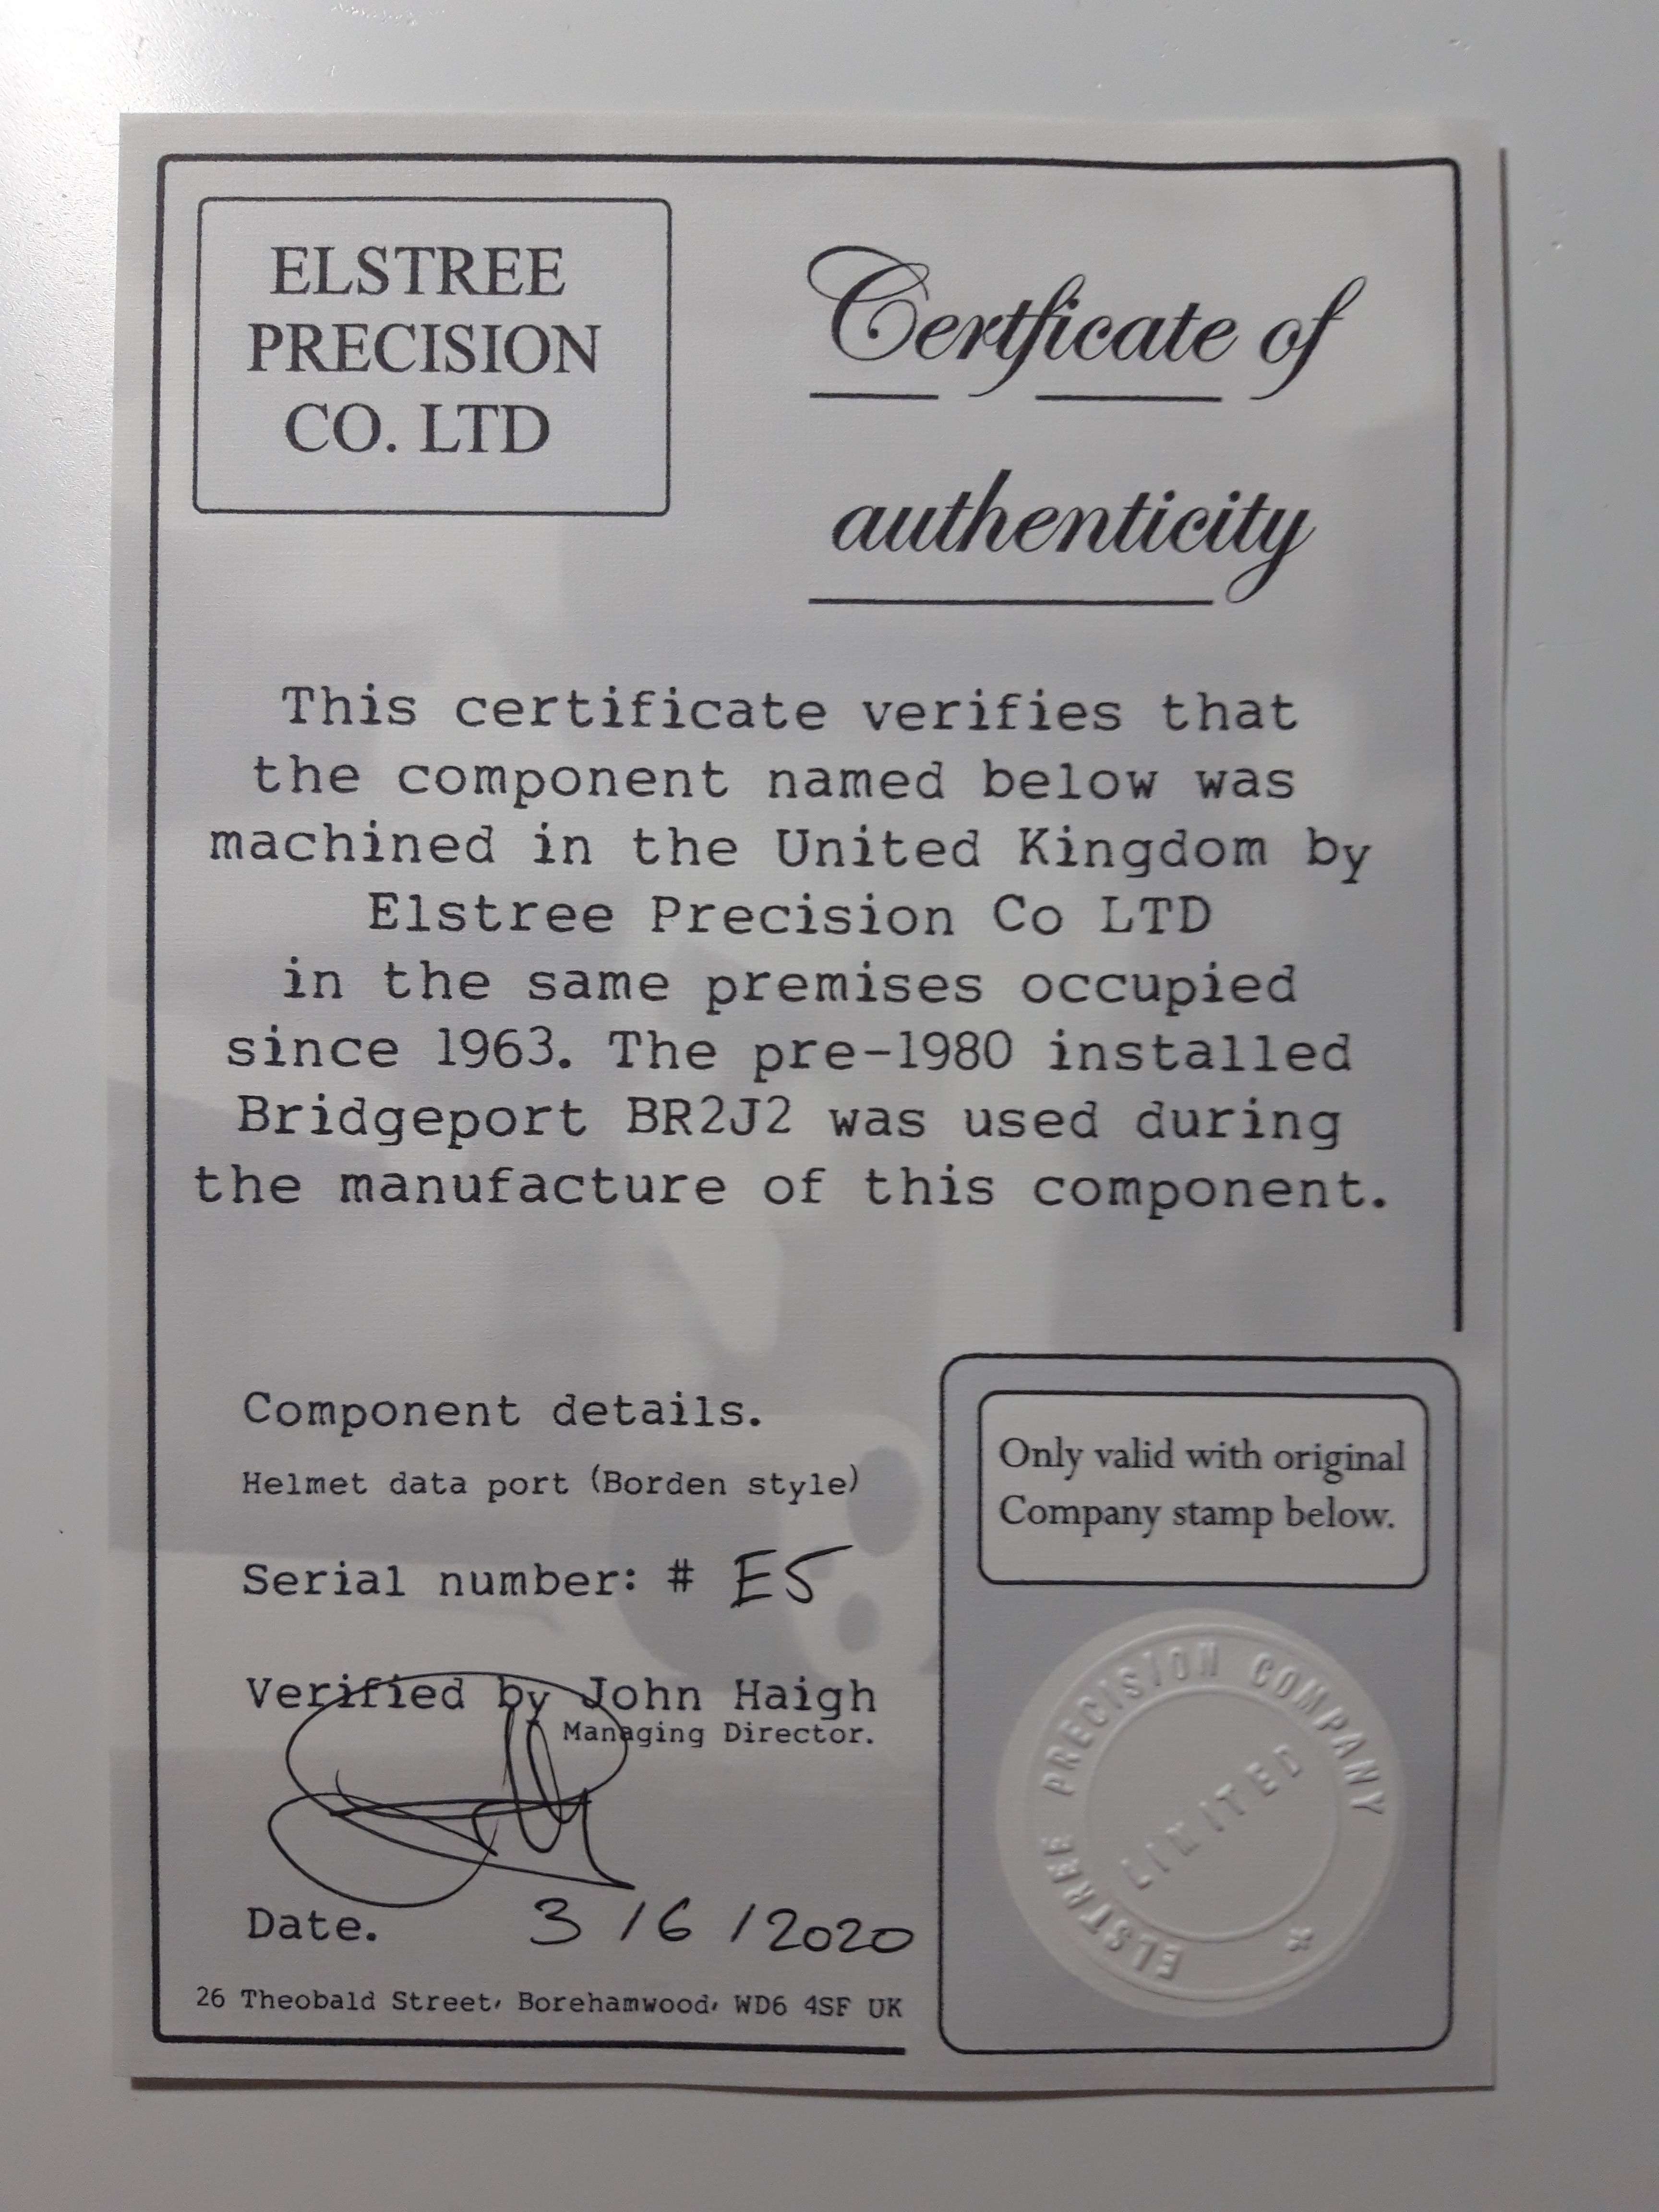 ELSTREE
PRECISION
CO. LTD
Certficate of
authenticity
This certificate verifies that
the component named below was
machined in the United Kingdom by
Elstree Precision Co LTD
in the same premises occupied
since 1963. The pre-1980 installed
Bridgeport BR2J2 was used during
the manufacture of this component.
Component details.
Helmet data port (Borden style)
Serial number: # E5
Verified by John Haigh
Managing Director.
Date. 3/6/2020
26 Theobald Street, Borehamwood, WD6 4SF UK
Only valid with original
Company stamp below.
ELSTREE PRECISION COMPANY
LIMITED
*